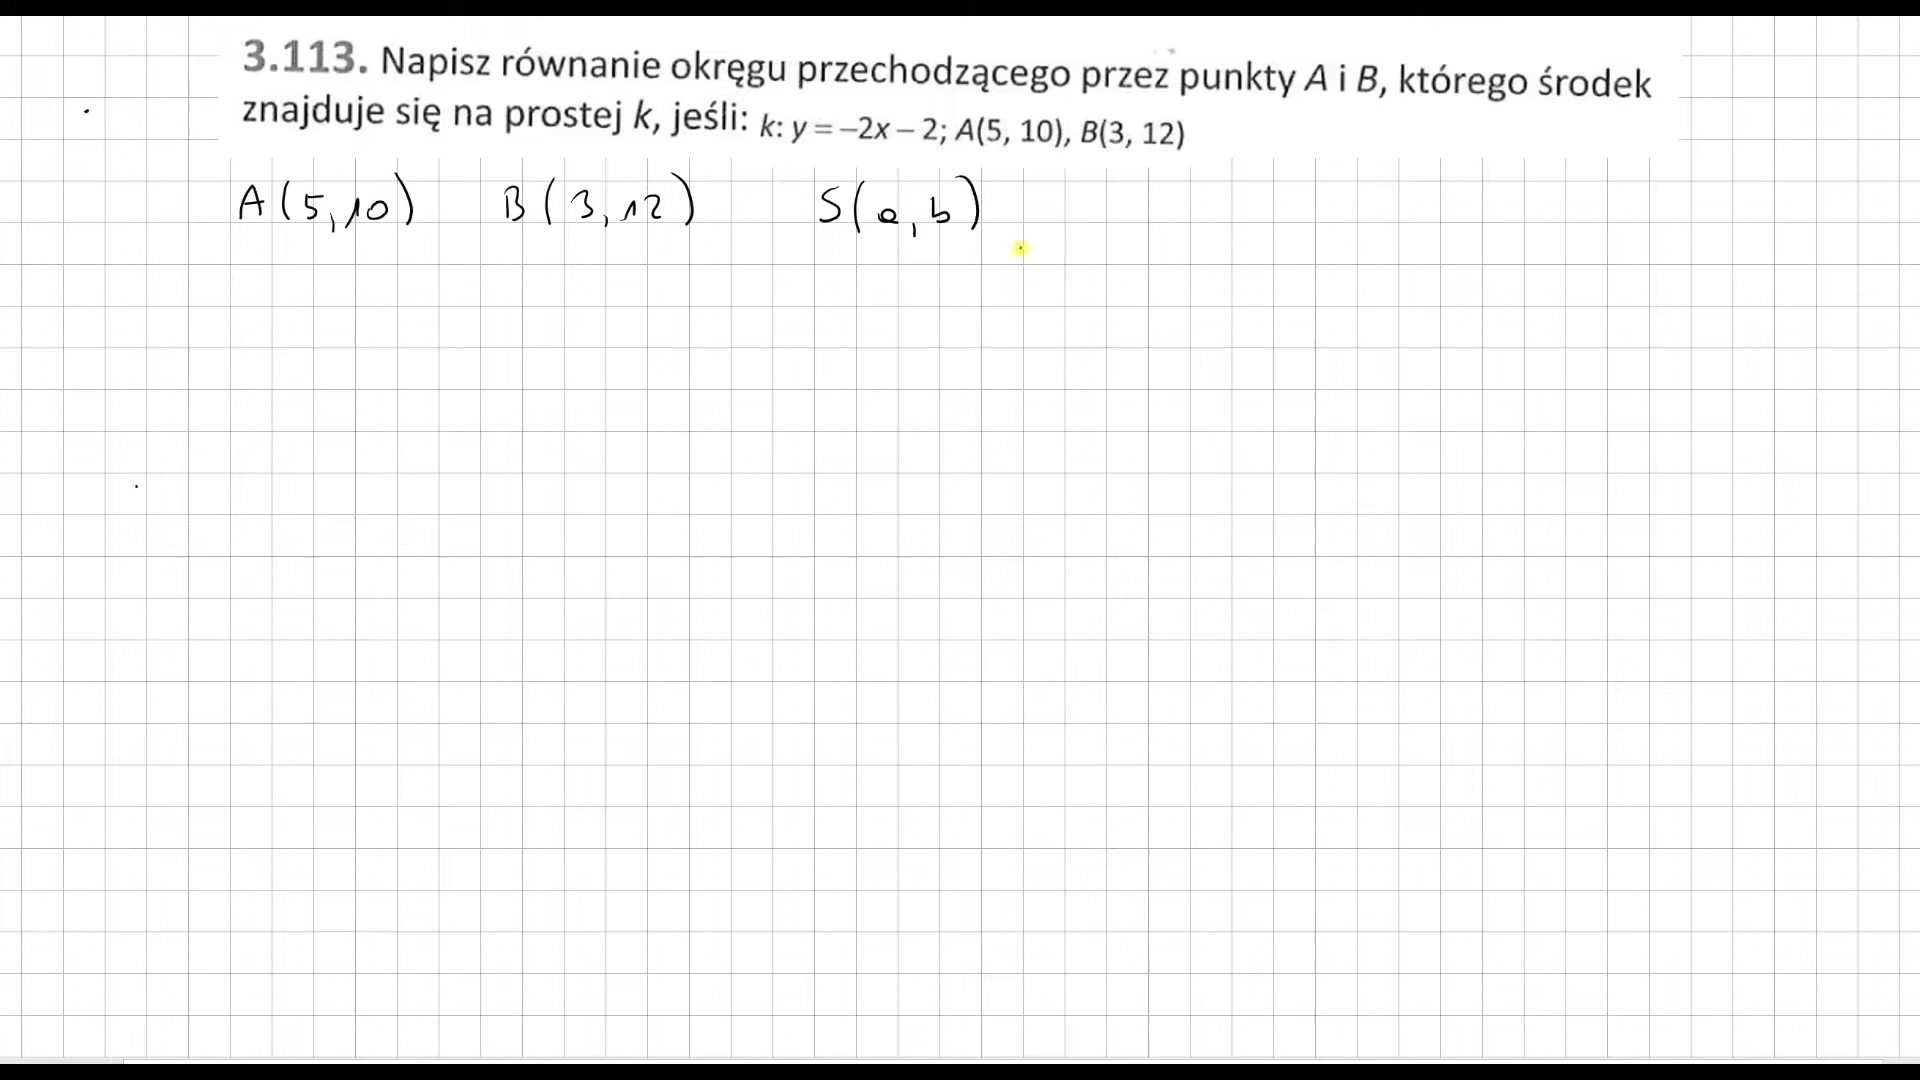 3.113. Napisz równanie okręgu przechodzącego przez punkty A i B, którego środek
znajduje się na prostej k, jeśli: k: y = −2x − 2; A(5, 10), B(3, 12)
A(5,10) B(3,12) S(a,b)